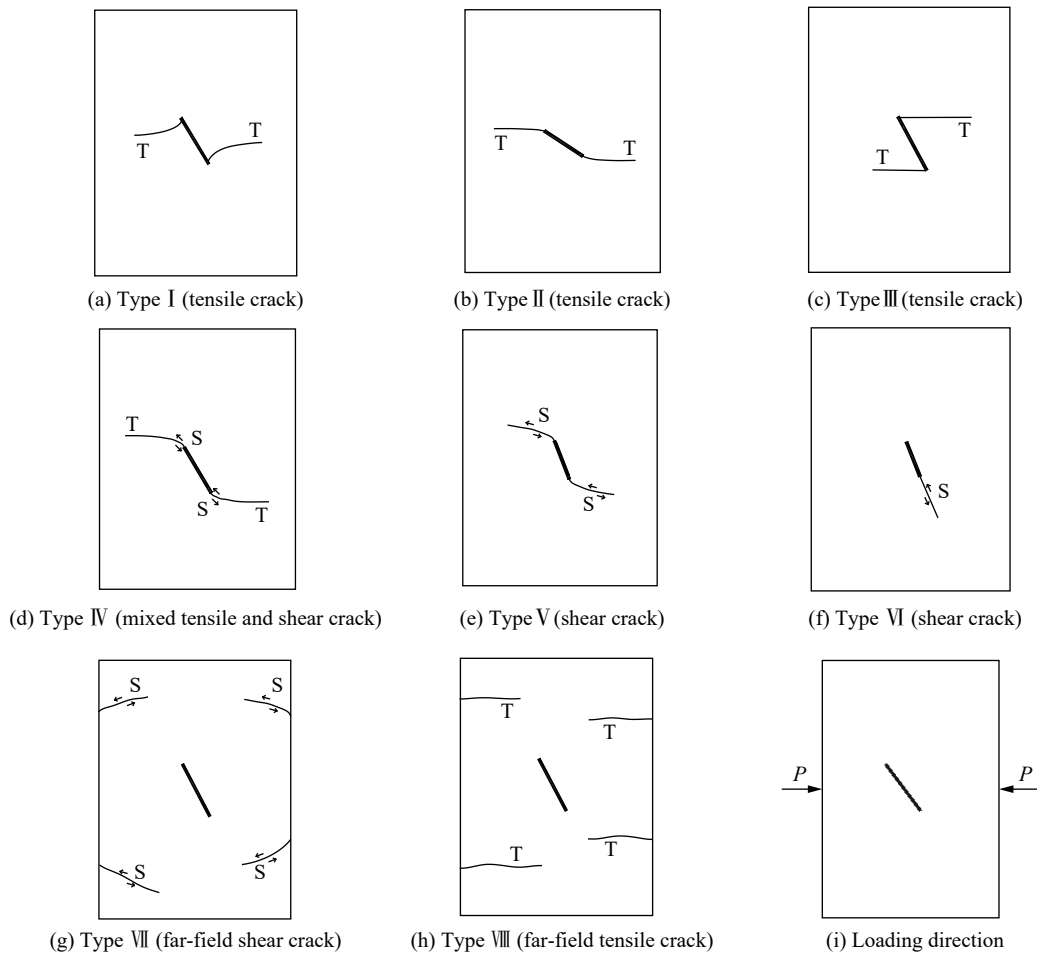 T
T
T
T
T
T
(a) Type Ⅰ (tensile crack)
(b) Type Ⅱ (tensile crack)
(c) Type Ⅲ (tensile crack)
T
S
S
T
S
S
S
(d) Type Ⅳ (mixed tensile and shear crack)
(e) Type Ⅴ (shear crack)
(f) Type Ⅵ (shear crack)
S
S
S
S
T
T
T
T
P
P
(g) Type Ⅶ (far-field shear crack)
(h) Type Ⅷ (far-field tensile crack)
(i) Loading direction